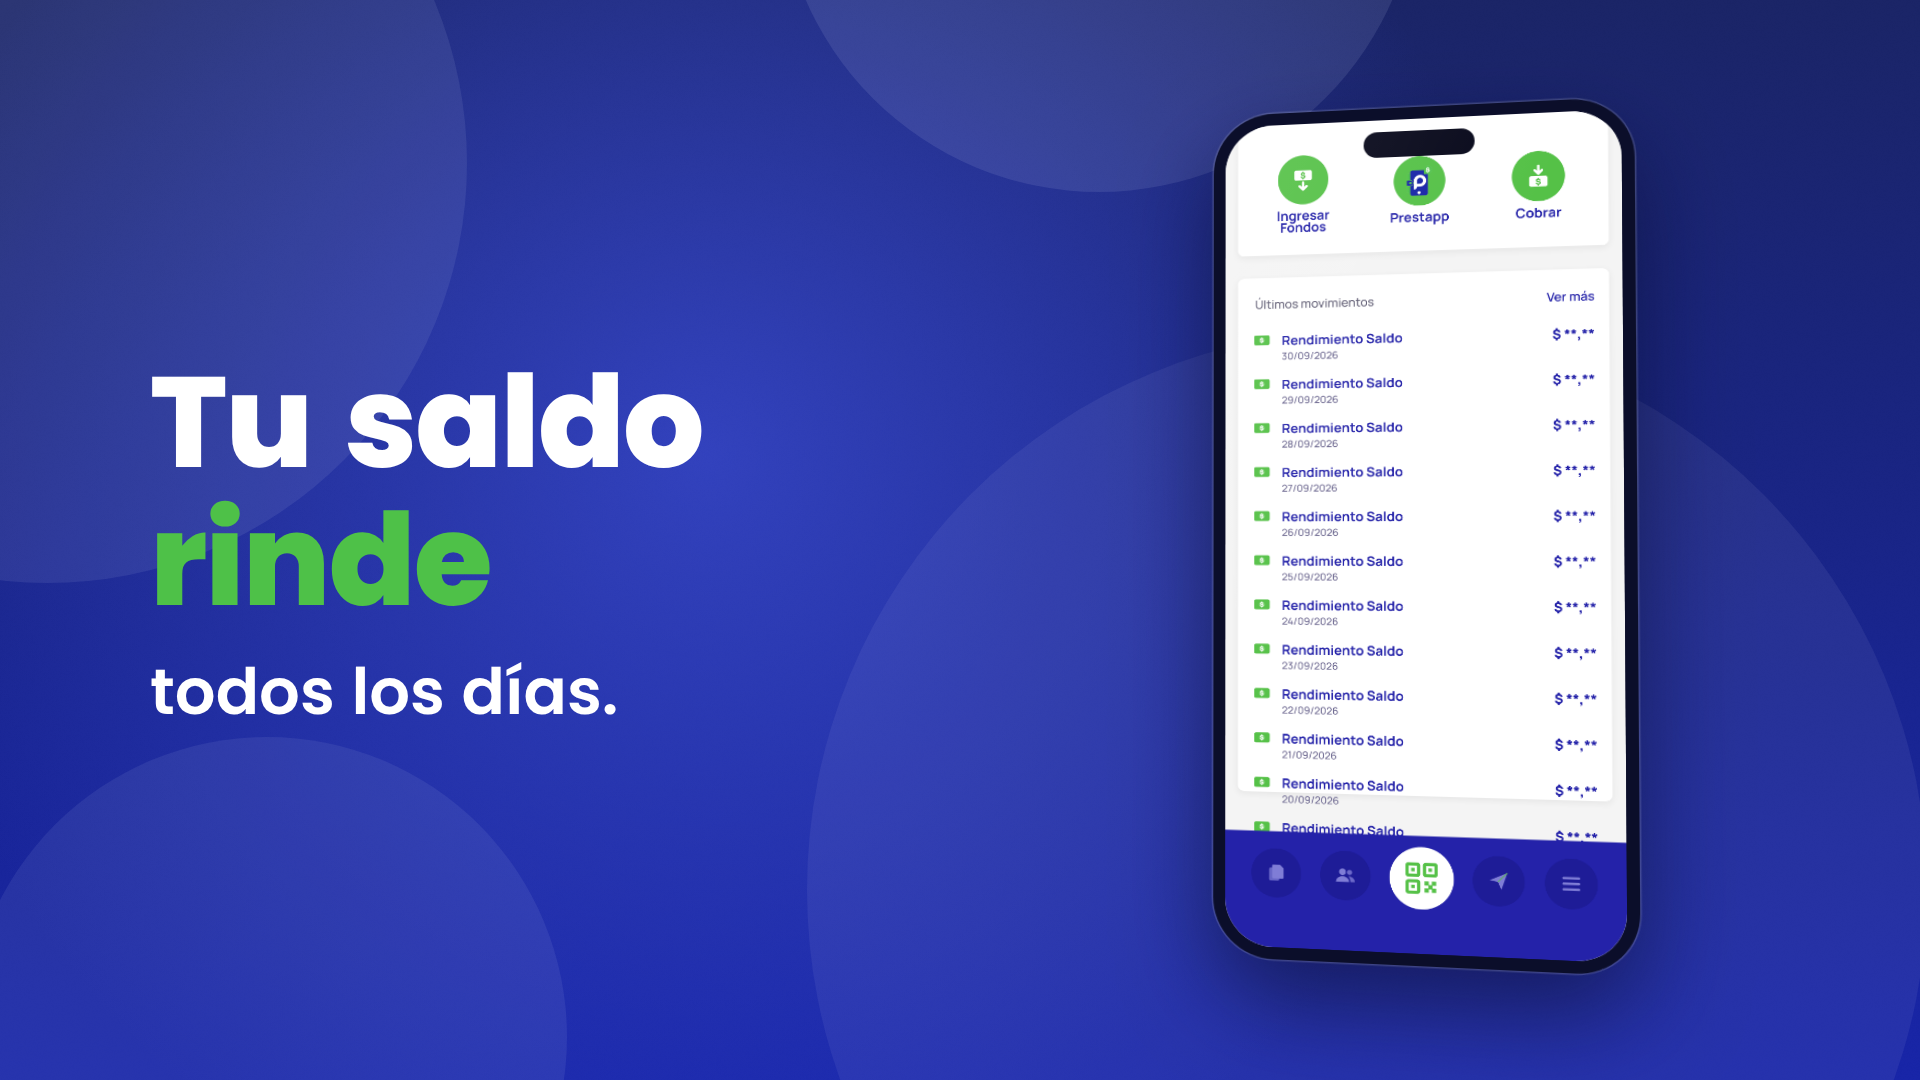 Tu saldo
rinde
todos los días.
Ingresar
Fondos
Prestapp
Cobrar
Últimos movimientos
Ver más
Rendimiento Saldo
$ **,**
30/09/2026
Rendimiento Saldo
$ **,**
29/09/2026
Rendimiento Saldo
$ **,**
28/09/2026
Rendimiento Saldo
$ **,**
27/09/2026
Rendimiento Saldo
$ **,**
26/09/2026
Rendimiento Saldo
$ **,**
25/09/2026
Rendimiento Saldo
$ **,**
24/09/2026
Rendimiento Saldo
$ **,**
23/09/2026
Rendimiento Saldo
$ **,**
22/09/2026
Rendimiento Saldo
$ **,**
21/09/2026
Rendimiento Saldo
$ **,**
20/09/2026
Rendimiento Saldo
$ **,**